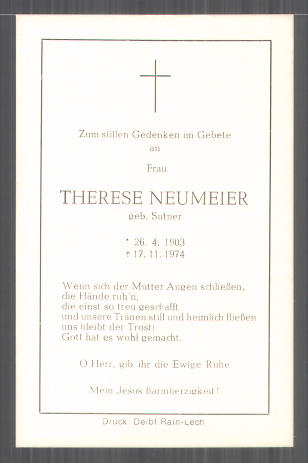 Zum stillen Gedenken im Gebete
an
Frau
THERESE NEUMEIER
geb. Sutner
* 26. 4. 1903
† 17. 11. 1974
Wenn sich der Mutter Augen schließen,
die Hände ruh'n,
die einst so treu geschafft
und unsere Tränen still und heimlich fließen
uns bleibt der Trost:
Gott hat es wohl gemacht.
O Herr, gib ihr die Ewige Ruhe
Mein Jesus Barmherzigkeit!
Druck: Deibl Rain-Lech